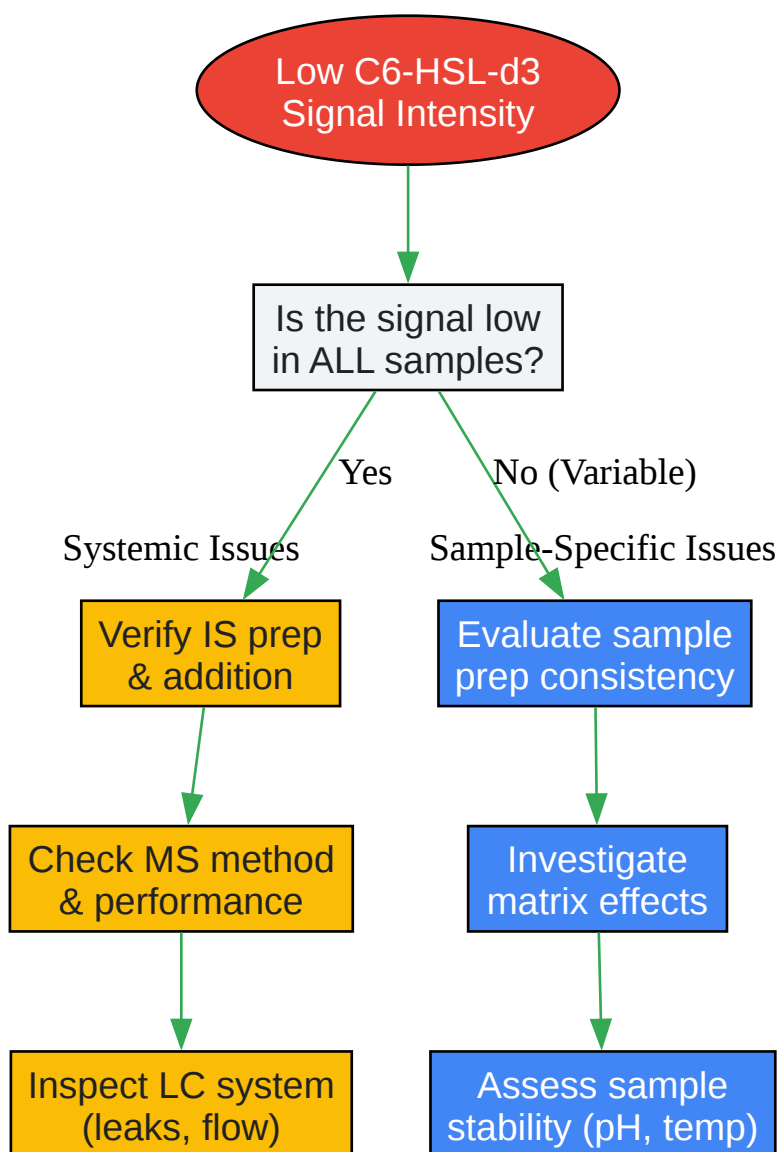 Low C6-HSL-d3
Signal Intensity
Is the signal low
in ALL samples?
Yes
No (Variable)
Systemic Issues
Sample-Specific Issues
Verify IS prep
& addition
Evaluate sample
prep consistency
Check MS method
& performance
Investigate
matrix effects
Inspect LC system
(leaks, flow)
Assess sample
stability (pH, temp)